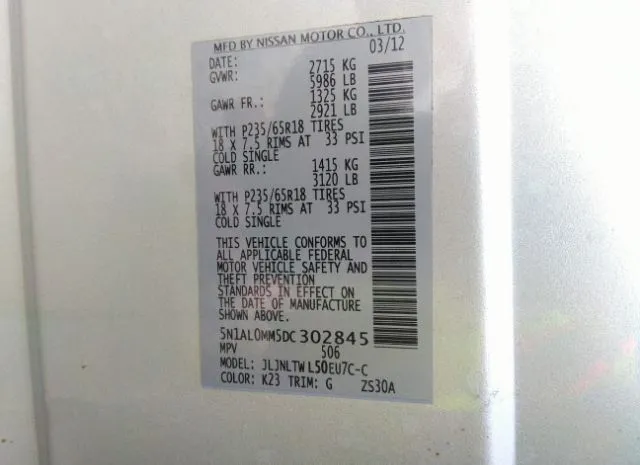 MFD BY NISSAN MOTOR CO., LTD.
DATE: 03/12
GVWR: 2715 KG
5986 LB
GAWR FR.: 1325 KG
2921 LB
WITH P235/65R18 TIRES
18 X 7.5 RIMS AT 33 PSI
COLD SINGLE
GAWR RR.: 1415 KG
3120 LB
WITH P235/65R18 TIRES
18 X 7.5 RIMS AT 33 PSI
COLD SINGLE
THIS VEHICLE CONFORMS TO
ALL APPLICABLE FEDERAL
MOTOR VEHICLE SAFETY AND
THEFT PREVENTION
STANDARDS IN EFFECT ON
THE DATE OF MANUFACTURE
SHOWN ABOVE.
5N1AL0MM5DC302845
MPV 506
MODEL: JLJNLTWL50EU7C-C
COLOR: K23 TRIM: G ZS30A